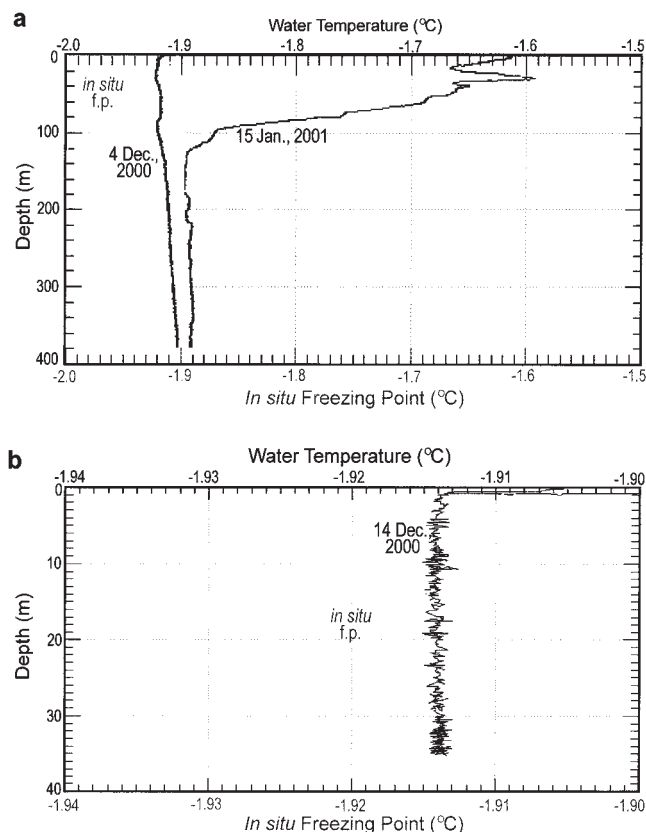 a
Water Temperature (°C)
-2.0 -1.9 -1.8 -1.7 -1.6 -1.5
0
100
200
300
400
Depth (m)
in situ
f.p.
4 Dec.,
2000
15 Jan., 2001
-2.0 -1.9 -1.8 -1.7 -1.6 -1.5
In situ Freezing Point (°C)
b
Water Temperature (°C)
-1.94 -1.93 -1.92 -1.91 -1.90
0
10
20
30
40
Depth (m)
14 Dec.
2000
in situ
f.p.
-1.94 -1.93 -1.92 -1.91 -1.90
In situ Freezing Point (°C)